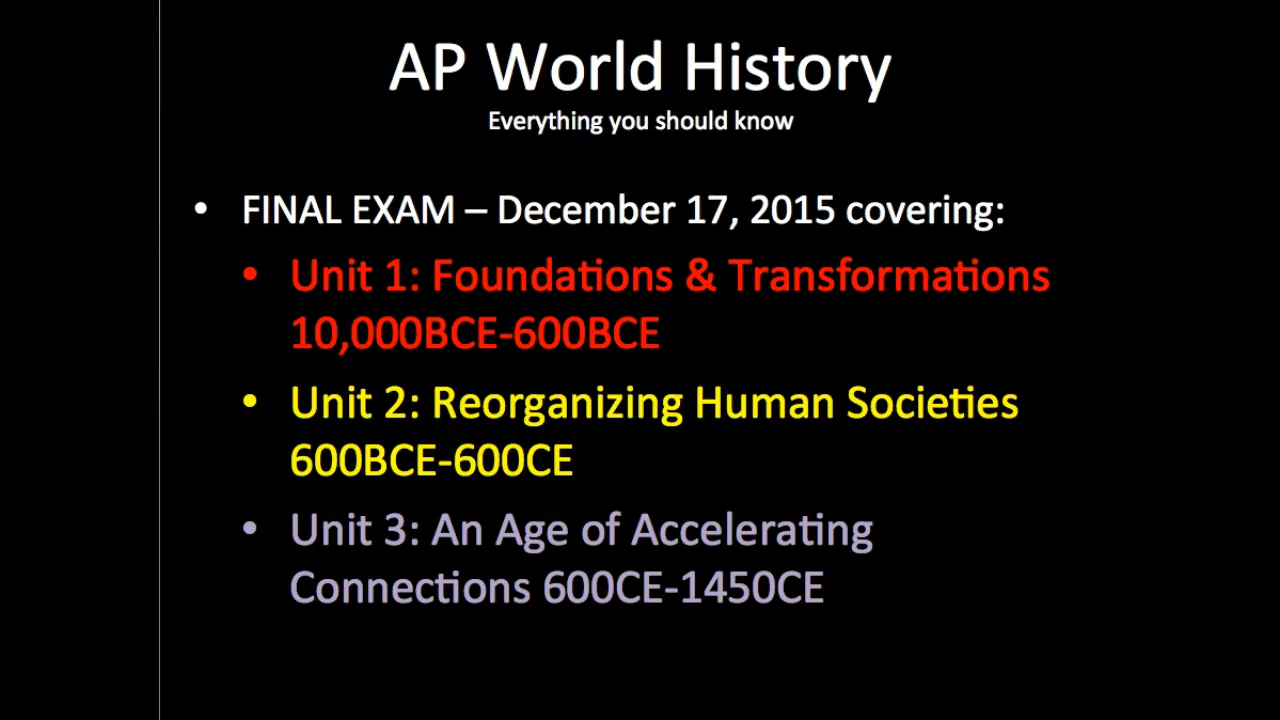 AP World History
Everything you should know
• FINAL EXAM – December 17, 2015 covering:
• Unit 1: Foundations & Transformations
10,000BCE-600BCE
• Unit 2: Reorganizing Human Societies
600BCE-600CE
• Unit 3: An Age of Accelerating
Connections 600CE-1450CE